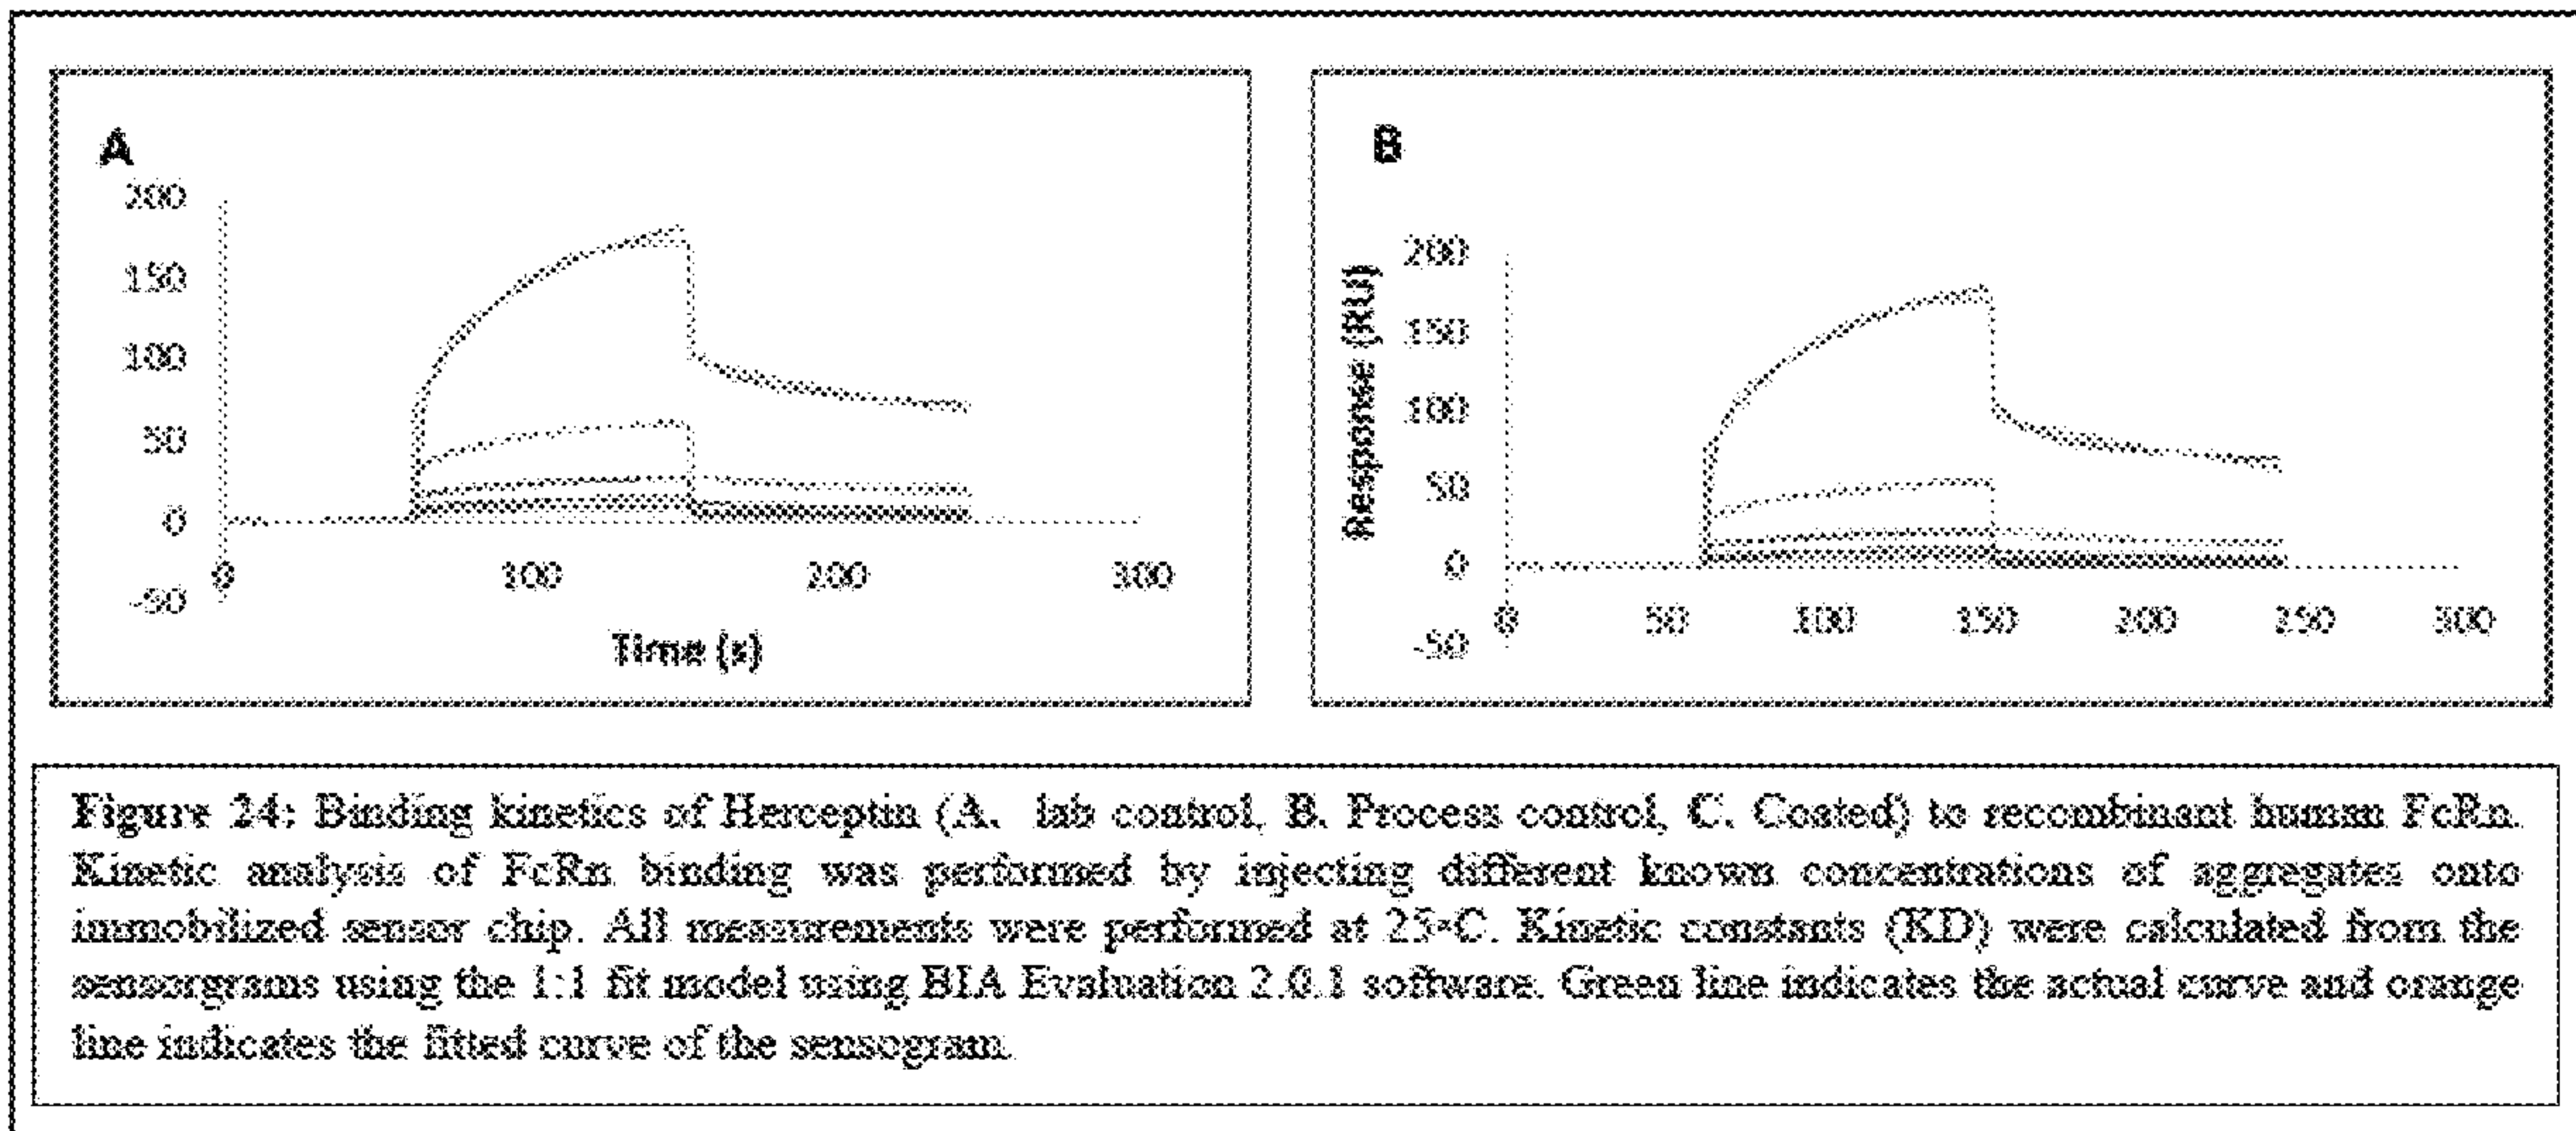 A
200
150
100
50
0
-50
0 100 200 300
Time (s)
B
Response (RU)
200
150
100
50
0
-50
0 50 100 150 200 250 300
Figure 24: Binding kinetics of Herceptin (A. lab control, B. Process control, C. Coated) to recombinant human FcRn.
Kinetic analysis of FcRn binding was performed by injecting different known concentrations of aggregates onto
immobilized sensor chip. All measurements were performed at 25°C. Kinetic constants (KD) were calculated from the
sensorgrams using the 1:1 fit model using BIA Evaluation 2.0.1 software. Green line indicates the actual curve and orange
line indicates the fitted curve of the sensogram.